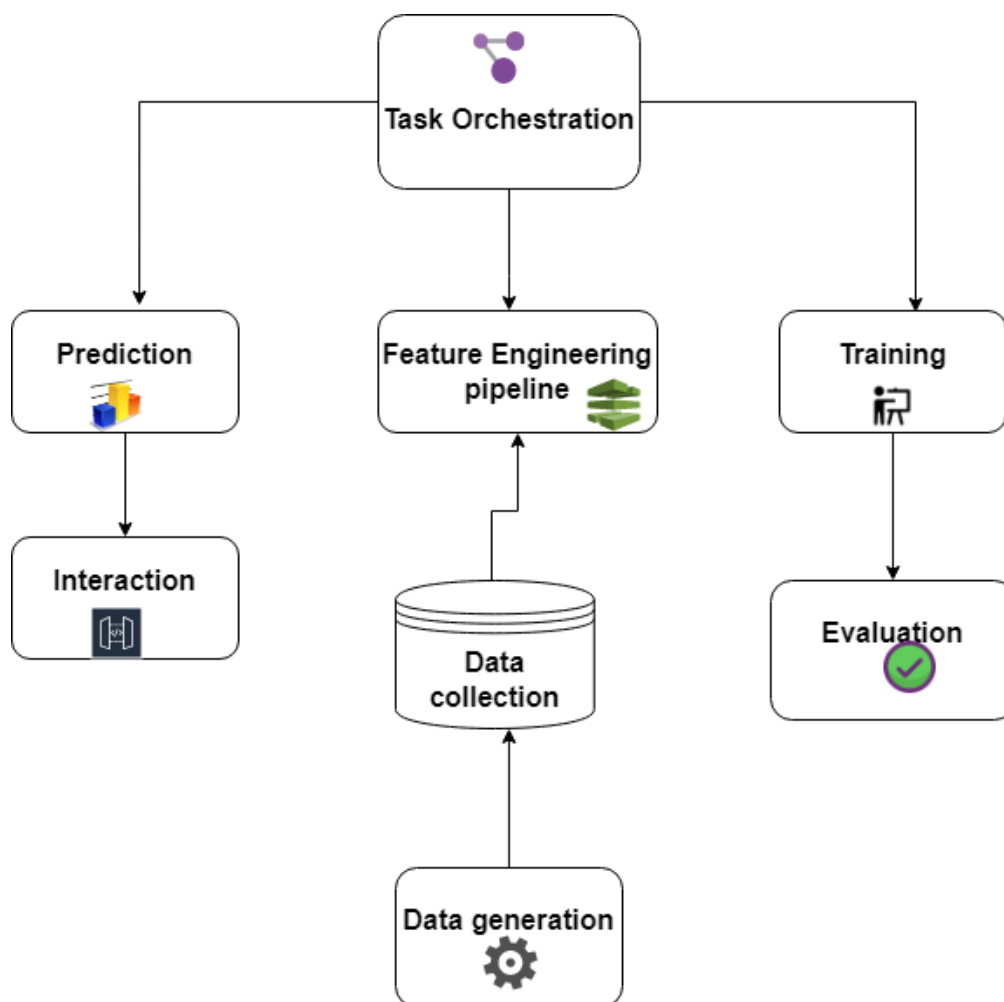 Task Orchestration
Prediction
Feature Engineering
pipeline
Training
Interaction
Data
collection
Evaluation
Data generation